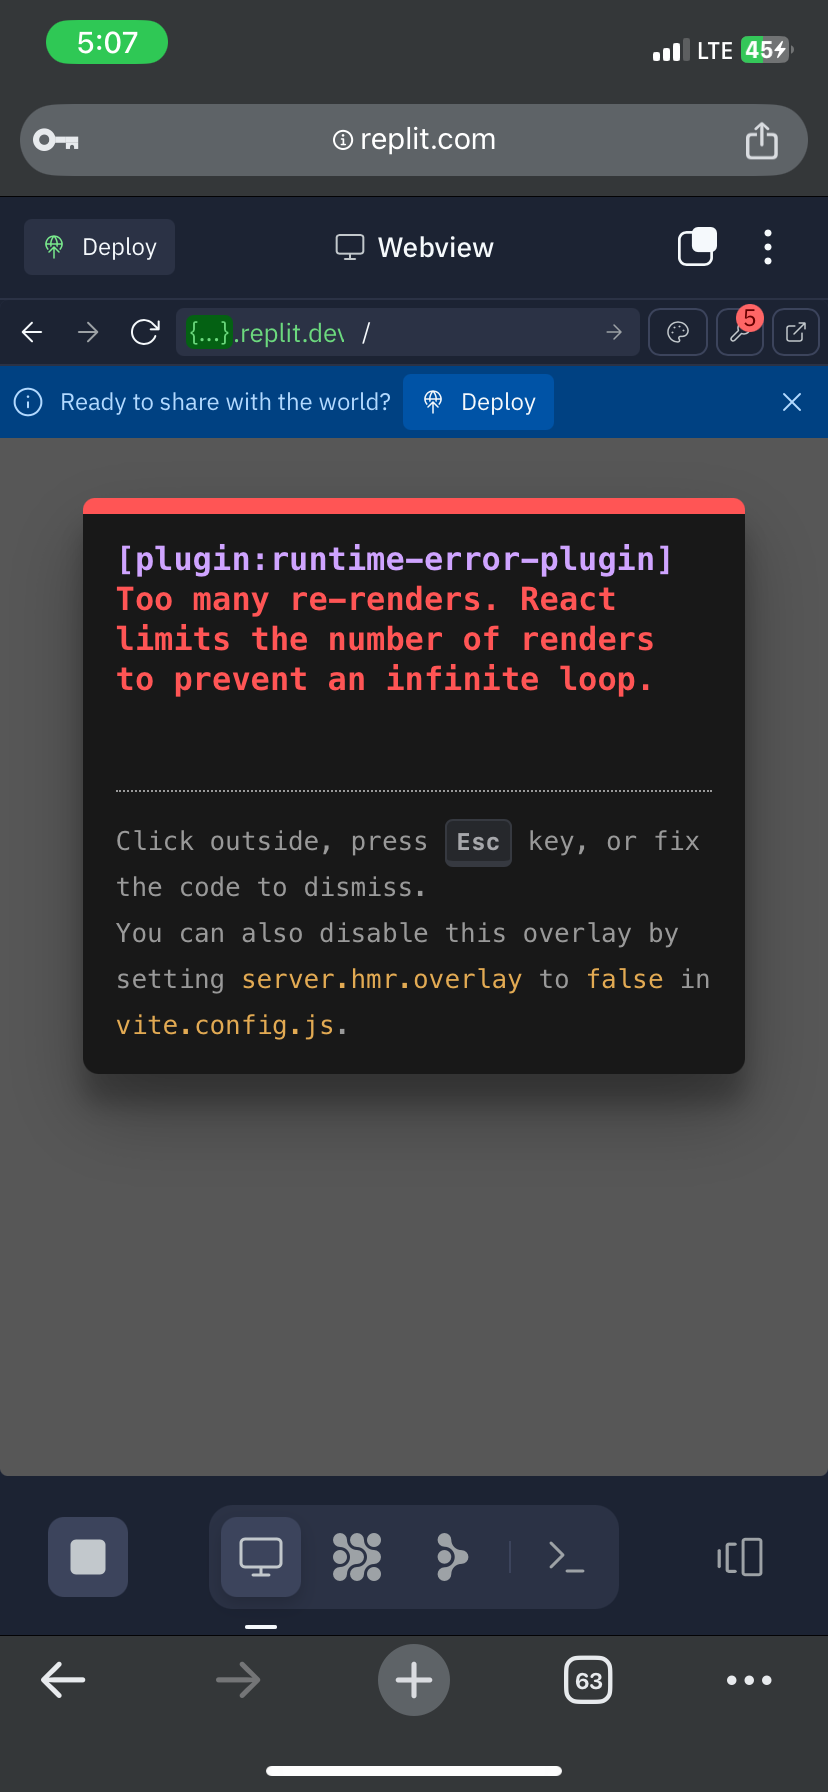 5:07
LTE 45
replit.com
Deploy
Webview
{...}.replit.dev /
5
Ready to share with the world?
Deploy
[plugin:runtime-error-plugin]
Too many re-renders. React
limits the number of renders
to prevent an infinite loop.
Click outside, press Esc key, or fix
the code to dismiss.
You can also disable this overlay by
setting server.hmr.overlay to false in
vite.config.js.
63